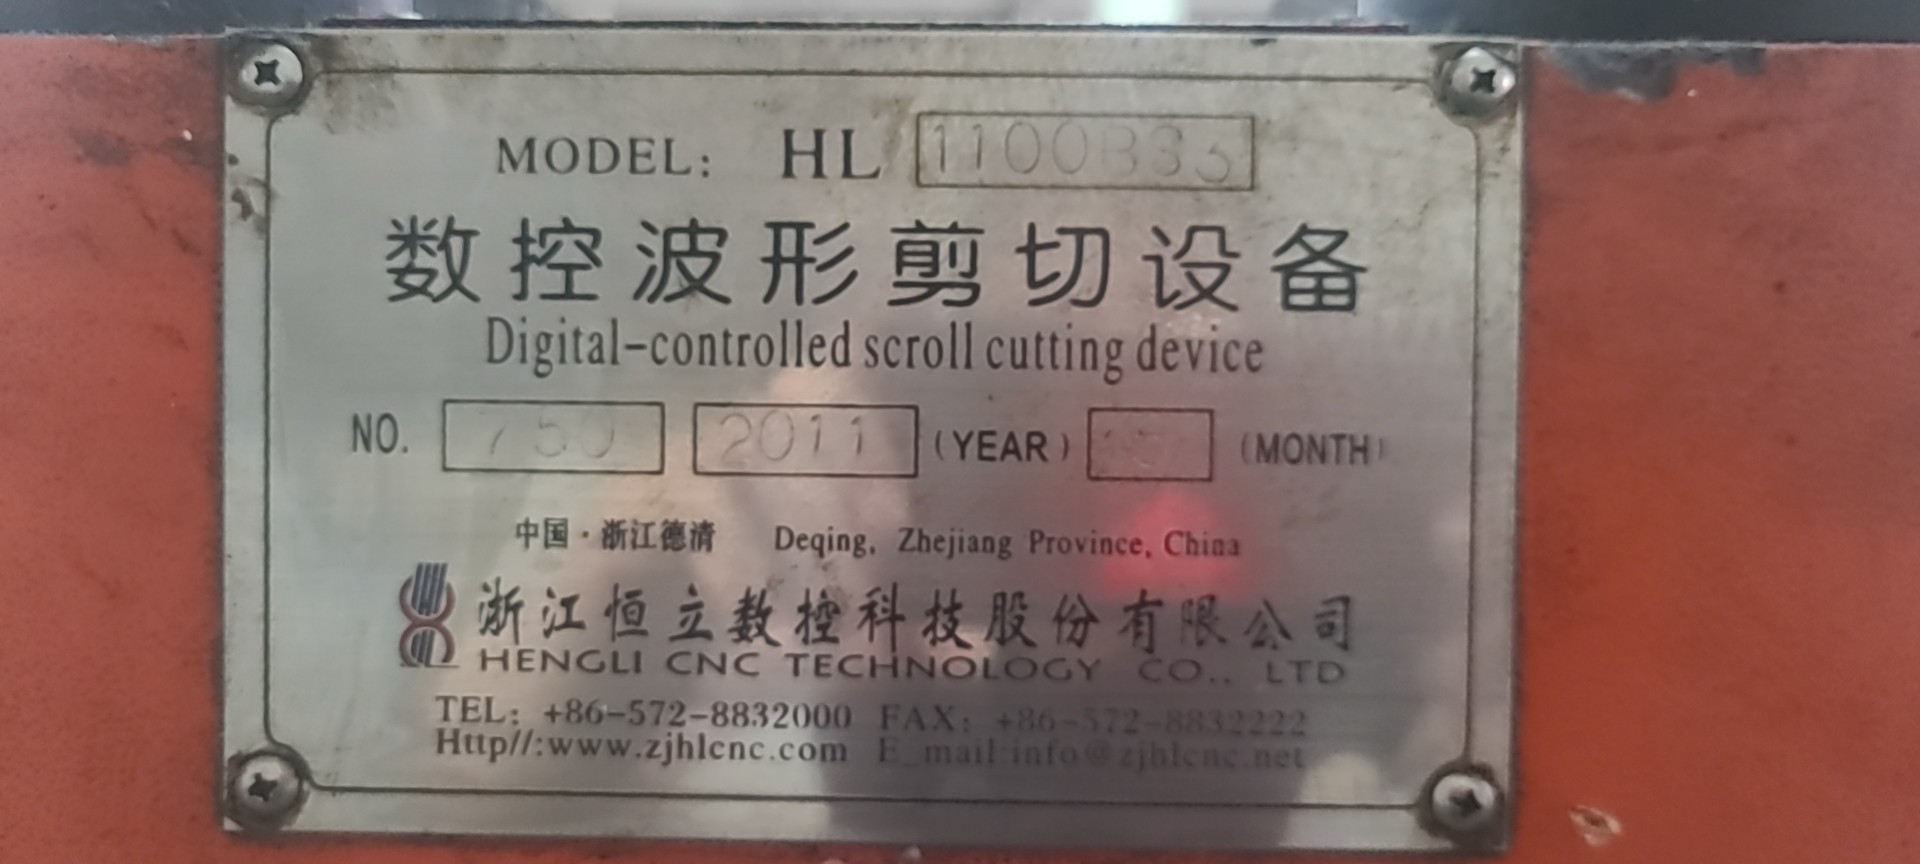 MODEL: HL 1100BS3
数控波形剪切设备
Digital-controlled scroll cutting device
NO. 750 2011 (YEAR) (MONTH)
中国·浙江德清 Deqing, Zhejiang Province, China
浙江恒立数控科技股份有限公司
HENGLI CNC TECHNOLOGY CO., LTD
TEL: +86-572-8832000 FAX: +86-572-8832222
Http//:www.zjhlcnc.com E_mail:info@zjhlcnc.net